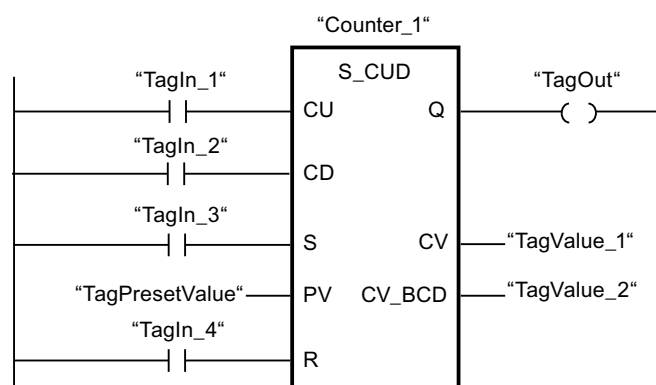 “Counter_1“
S_CUD
“TagIn_1“ CU Q “TagOut“
“TagIn_2“ CD
“TagIn_3“ S CV “TagValue_1“
“TagPresetValue“ PV CV_BCD “TagValue_2“
“TagIn_4“ R